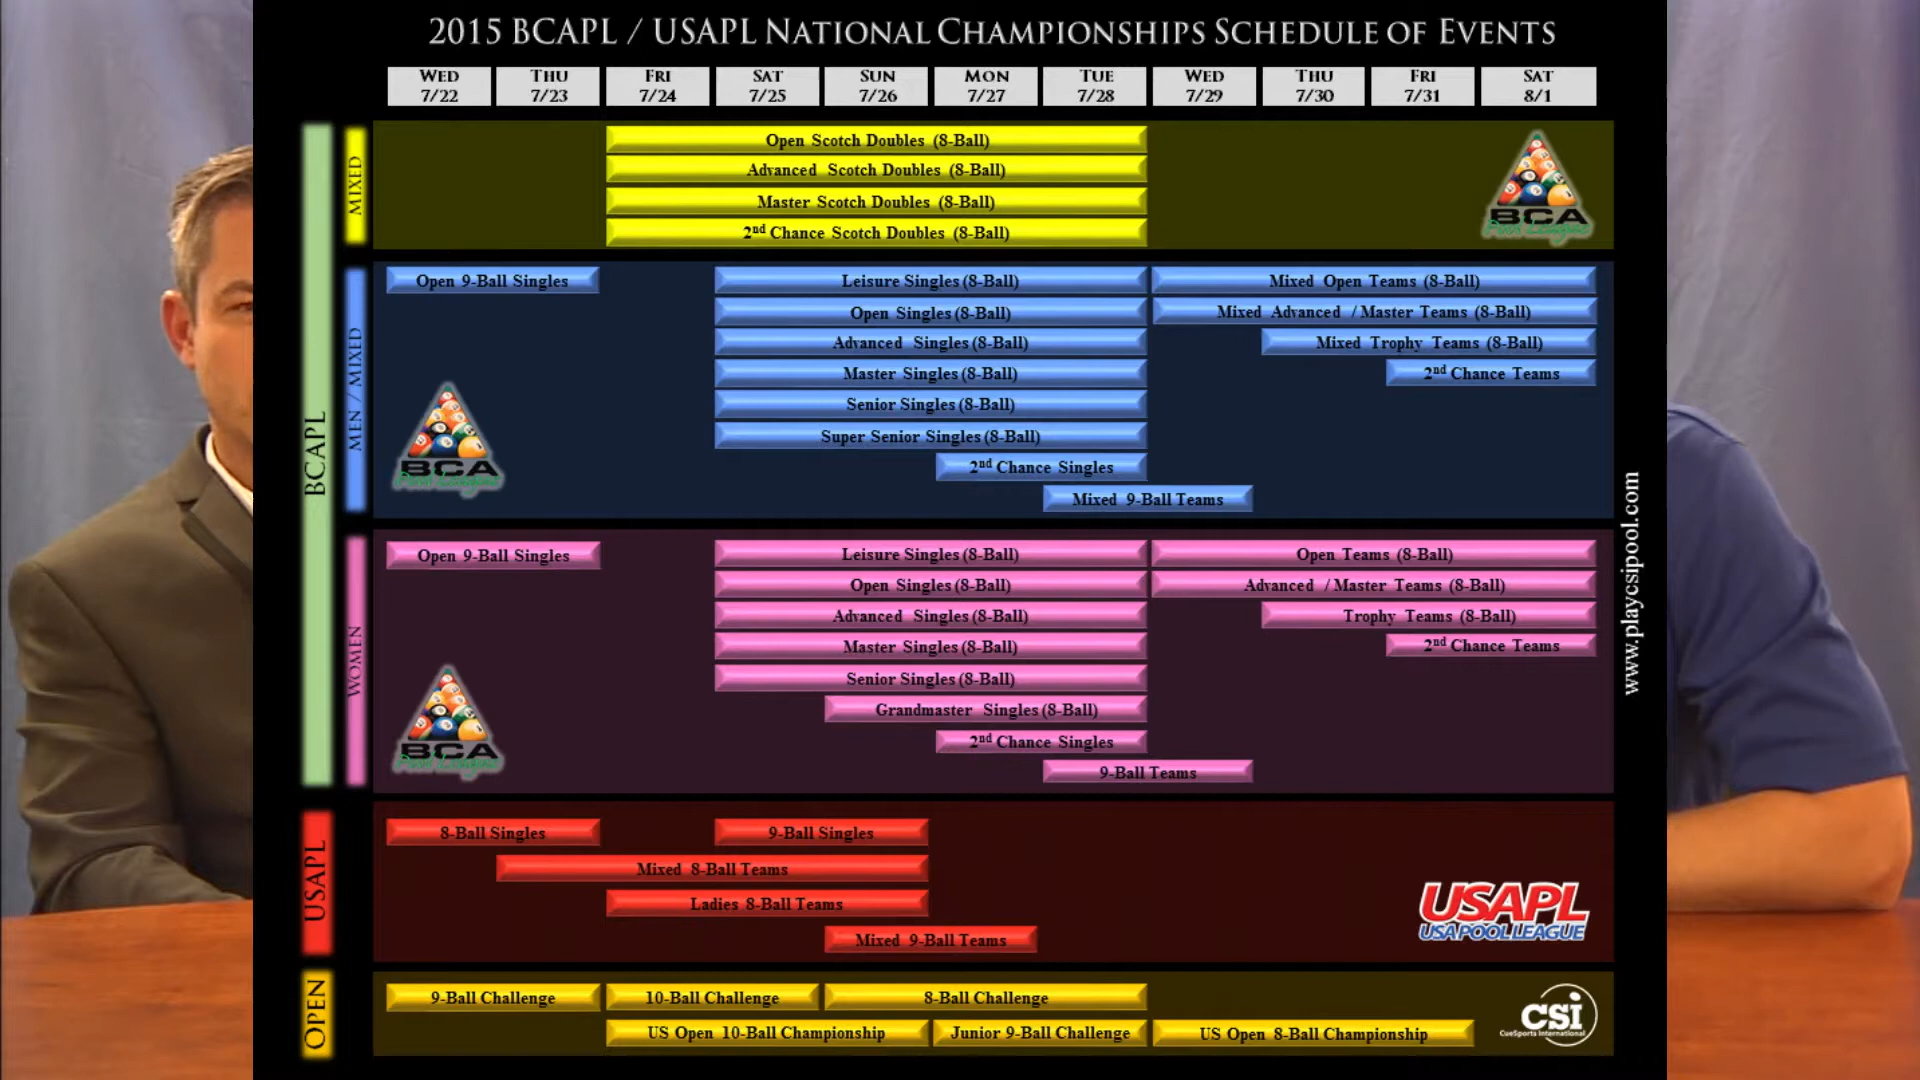 2015 BCAPL / USAPL NATIONAL CHAMPIONSHIPS SCHEDULE OF EVENTS
WED THU FRI SAT SUN MON TUE WED THU FRI SAT
7/22 7/23 7/24 7/25 7/26 7/27 7/28 7/29 7/30 7/31 8/1
BCAPL
MIXED
Open Scotch Doubles (8-Ball)
Advanced Scotch Doubles (8-Ball)
Master Scotch Doubles (8-Ball)
2nd Chance Scotch Doubles (8-Ball)
BCA
Pool League
MEN / MIXED
Open 9-Ball Singles Leisure Singles (8-Ball) Mixed Open Teams (8-Ball)
Open Singles (8-Ball) Mixed Advanced / Master Teams (8-Ball)
Advanced Singles (8-Ball) Mixed Trophy Teams (8-Ball)
Master Singles (8-Ball) 2nd Chance Teams
Senior Singles (8-Ball)
Super Senior Singles (8-Ball)
2nd Chance Singles
Mixed 9-Ball Teams
BCA
Pool League
WOMEN
Open 9-Ball Singles Leisure Singles (8-Ball) Open Teams (8-Ball)
Open Singles (8-Ball) Advanced / Master Teams (8-Ball)
Advanced Singles (8-Ball) Trophy Teams (8-Ball)
Master Singles (8-Ball) 2nd Chance Teams
Senior Singles (8-Ball)
Grandmaster Singles (8-Ball)
2nd Chance Singles
9-Ball Teams
BCA
Pool League
USAPL
8-Ball Singles 9-Ball Singles
Mixed 8-Ball Teams
Ladies 8-Ball Teams
Mixed 9-Ball Teams
USAPL
USA POOL LEAGUE
OPEN
9-Ball Challenge 10-Ball Challenge 8-Ball Challenge
US Open 10-Ball Championship Junior 9-Ball Challenge US Open 8-Ball Championship
csi
CueSports International
www.playcsipool.com